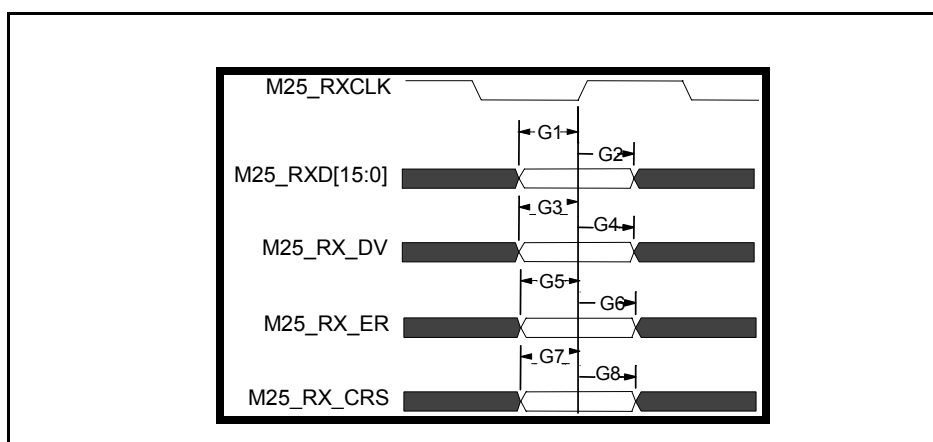 M25_RXCLK
G1
G2
M25_RXD[15:0]
G3
G4
M25_RX_DV
G5
G6
M25_RX_ER
G7
G8
M25_RX_CRS